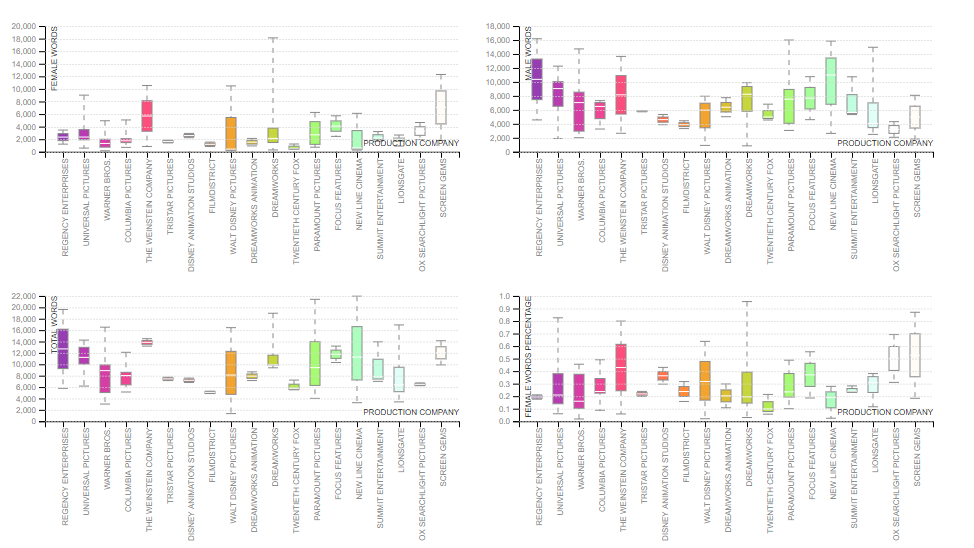 20,000
18,000
16,000
14,000
12,000
10,000
8,000
6,000
4,000
2,000
0
FEMALE WORDS
PRODUCTION COMPANY
REGENCY ENTERPRISES
UNIVERSAL PICTURES
WARNER BROS.
COLUMBIA PICTURES
THE WEINSTEIN COMPANY
TRISTAR PICTURES
DISNEY ANIMATION STUDIOS
FILMDISTRICT
WALT DISNEY PICTURES
DREAMWORKS ANIMATION
DREAMWORKS
TWENTIETH CENTURY FOX
PARAMOUNT PICTURES
FOCUS FEATURES
NEW LINE CINEMA
SUMMIT ENTERTAINMENT
LIONSGATE
OX SEARCHLIGHT PICTURES
SCREEN GEMS
18,000
16,000
14,000
12,000
10,000
8,000
6,000
4,000
2,000
0
MALE WORDS
PRODUCTION COMPANY
REGENCY ENTERPRISES
UNIVERSAL PICTURES
WARNER BROS.
COLUMBIA PICTURES
THE WEINSTEIN COMPANY
TRISTAR PICTURES
DISNEY ANIMATION STUDIOS
FILMDISTRICT
WALT DISNEY PICTURES
DREAMWORKS ANIMATION
DREAMWORKS
TWENTIETH CENTURY FOX
PARAMOUNT PICTURES
FOCUS FEATURES
NEW LINE CINEMA
SUMMIT ENTERTAINMENT
LIONSGATE
OX SEARCHLIGHT PICTURES
SCREEN GEMS
22,000
20,000
18,000
16,000
14,000
12,000
10,000
8,000
6,000
4,000
2,000
TOTAL WORDS
PRODUCTION COMPANY
REGENCY ENTERPRISES
UNIVERSAL PICTURES
WARNER BROS.
COLUMBIA PICTURES
THE WEINSTEIN COMPANY
TRISTAR PICTURES
DISNEY ANIMATION STUDIOS
FILMDISTRICT
WALT DISNEY PICTURES
DREAMWORKS ANIMATION
DREAMWORKS
TWENTIETH CENTURY FOX
PARAMOUNT PICTURES
FOCUS FEATURES
NEW LINE CINEMA
SUMMIT ENTERTAINMENT
LIONSGATE
OX SEARCHLIGHT PICTURES
SCREEN GEMS
1.0
0.9
0.8
0.7
0.6
0.5
0.4
0.3
0.2
0.1
0.0
FEMALE WORDS PERCENTAGE
PRODUCTION COMPANY
REGENCY ENTERPRISES
UNIVERSAL PICTURES
WARNER BROS.
COLUMBIA PICTURES
THE WEINSTEIN COMPANY
TRISTAR PICTURES
DISNEY ANIMATION STUDIOS
FILMDISTRICT
WALT DISNEY PICTURES
DREAMWORKS ANIMATION
DREAMWORKS
TWENTIETH CENTURY FOX
PARAMOUNT PICTURES
FOCUS FEATURES
NEW LINE CINEMA
SUMMIT ENTERTAINMENT
LIONSGATE
OX SEARCHLIGHT PICTURES
SCREEN GEMS